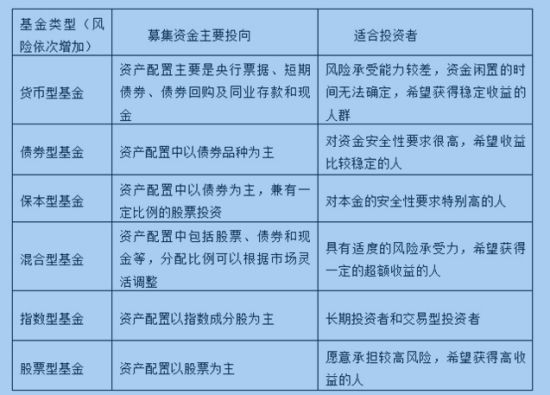 基金类型（风
险依次增加）
募集资金主要投向
适合投资者
货币型基金
资产配置主要是央行票据、短期
债券、债券回购及同业存款和现
金
风险承受能力较差，资金闲置的时
间无法确定，希望获得稳定收益的
人群
债券型基金
资产配置中以债券品种为主
对资金安全性要求很高，希望收益
比较稳定的人
保本型基金
资产配置中以债券为主，兼有一
定比例的股票投资
对本金的安全性要求特别高的人
混合型基金
资产配置中包括股票、债券和现
金等，分配比例可以根据市场灵
活调整
具有适度的风险承受力，希望获得
一定的超额收益的人
指数型基金
资产配置以指数成分股为主
长期投资者和交易型投资者
股票型基金
资产配置以股票为主
愿意承担较高风险，希望获得高收
益的人